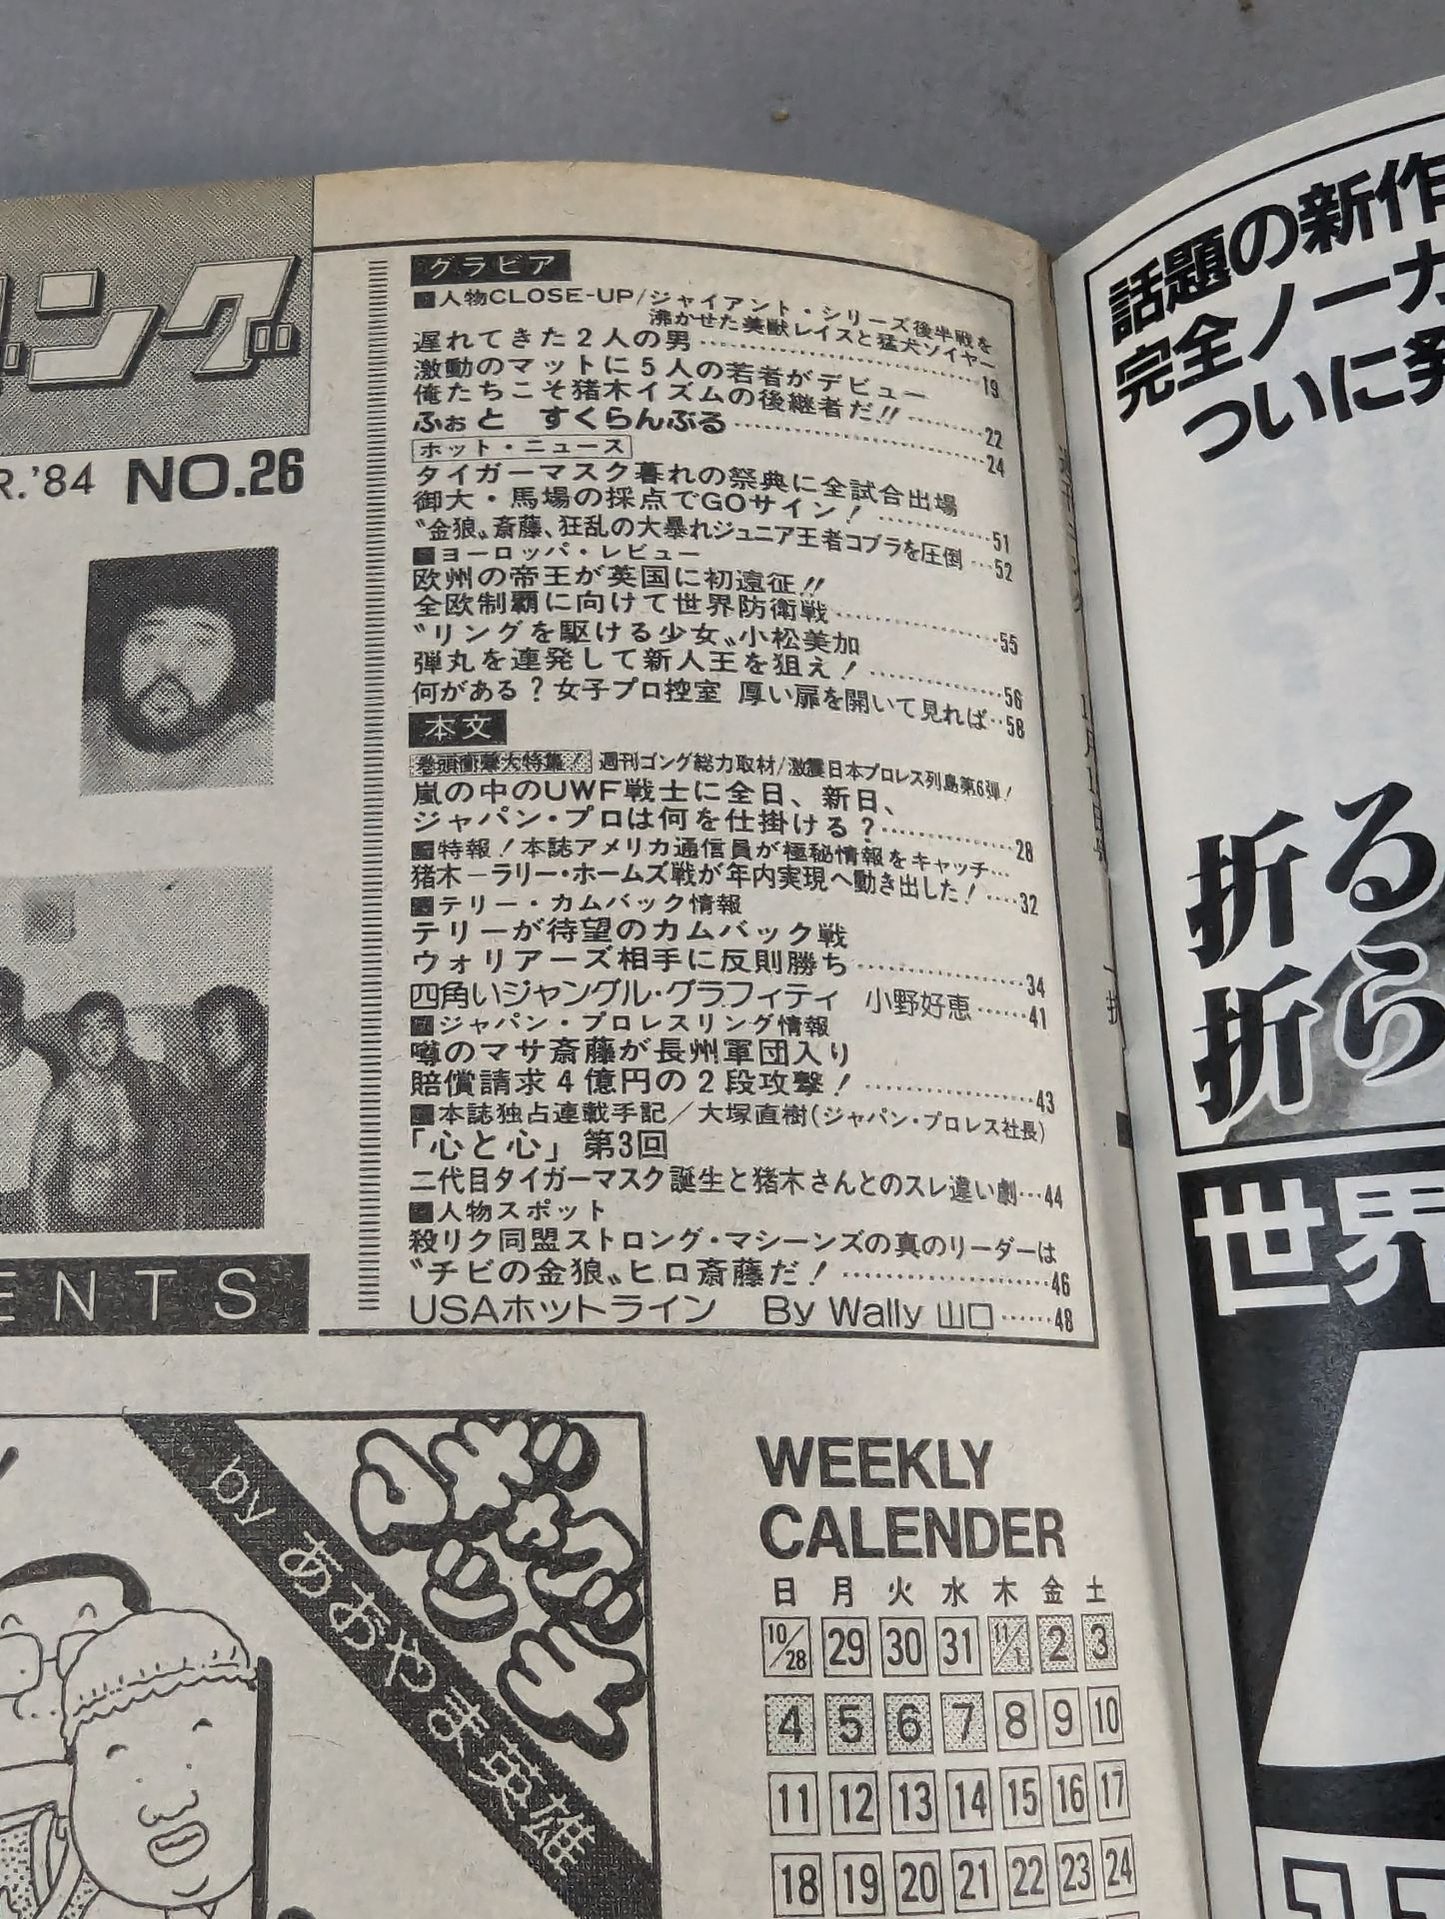 ング
R.'84 NO.26
ENTS
グラビア
■人物CLOSE-UP/ジャイアント・シリーズ後半戦を
沸かせた美獣レイスと猛犬ソイヤー
遅れてきた2人の男…………19
激動のマットに5人の若者がデビュー
俺たちこそ猪木イズムの後継者だ!!……22
ふぉと すくらんぶる…………24
ホット・ニュース
タイガーマスク暮れの祭典に全試合出場
御大・馬場の採点でGOサイン!…………51
〝金狼〟斎藤、狂乱の大暴れジュニア王者コブラを圧倒…52
■ヨーロッパ・レビュー
欧州の帝王が英国に初遠征!!
全欧制覇に向けて世界防衛戦…………55
〝リングを駆ける少女〟小松美加
弾丸を連発して新人王を狙え!…………56
何がある?女子プロ控室 厚い扉を開いて見れば…58
本文
巻頭衝撃大特集! 週刊ゴング総力取材/激震日本プロレス列島第6弾!
嵐の中のUWF戦士に全日、新日、
ジャパン・プロは何を仕掛ける?…………28
■特報!本誌アメリカ通信員が極秘情報をキャッチ…
猪木−ラリー・ホームズ戦が年内実現へ動き出した!……32
■テリー・カムバック情報
テリーが待望のカムバック戦
ウォリアーズ相手に反則勝ち…………34
四角いジャングル・グラフィティ 小野好恵……41
■ジャパン・プロレスリング情報
噂のマサ斎藤が長州軍団入り
賠償請求4億円の2段攻撃!…………43
■本誌独占連載手記/大塚直樹(ジャパン・プロレス社長)
「心と心」第3回
二代目タイガーマスク誕生と猪木さんとのスレ違い劇…44
■人物スポット
殺リク同盟ストロング・マシーンズの真のリーダーは
〝チビの金狼〟ヒロ斎藤だ!…………46
USAホットライン By Wally 山口……48
by あおやま英雄
WEEKLY
CALENDER
日 月 火 水 木 金 土
10/28 29 30 31 11/1 2 3
4 5 6 7 8 9 10
11 12 13 14 15 16 17
18 19 20 21 22 23 24
話題の新作
完全ノーカ
ついに発
折る
折ら
世界